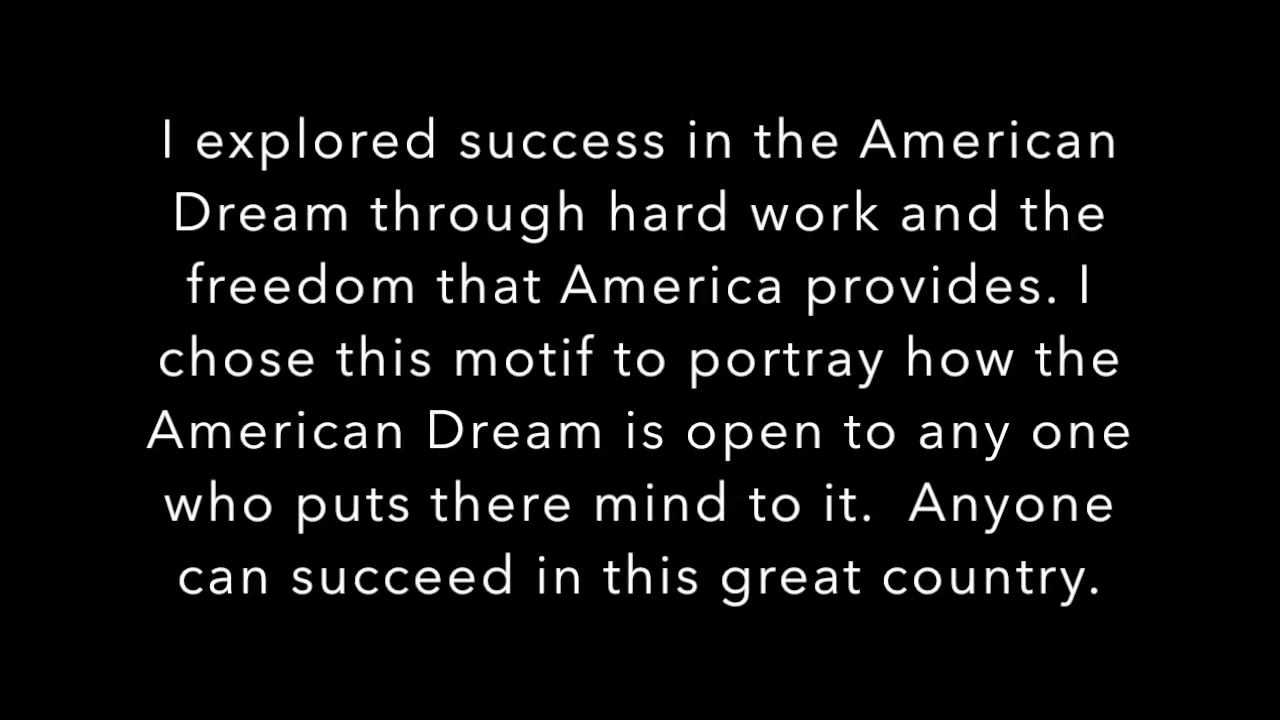 I explored success in the American
Dream through hard work and the
freedom that America provides. I
chose this motif to portray how the
American Dream is open to any one
who puts there mind to it.  Anyone
can succeed in this great country.